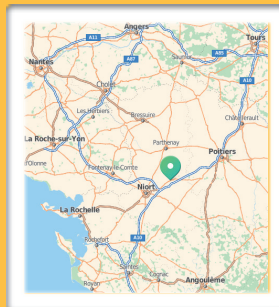 Angers
A11
Tours
A87
A85
Saumur
Nantes
A10
Cholet
Les Herbiers
Bressuire
Châtellerault
La Roche-sur-Yon
Parthenay
Poitiers
d'Olonne
Fontenay-le-Comte
Niort
La Rochelle
Rochefort
A10
Saintes
Cognac
Royan
Angoulême